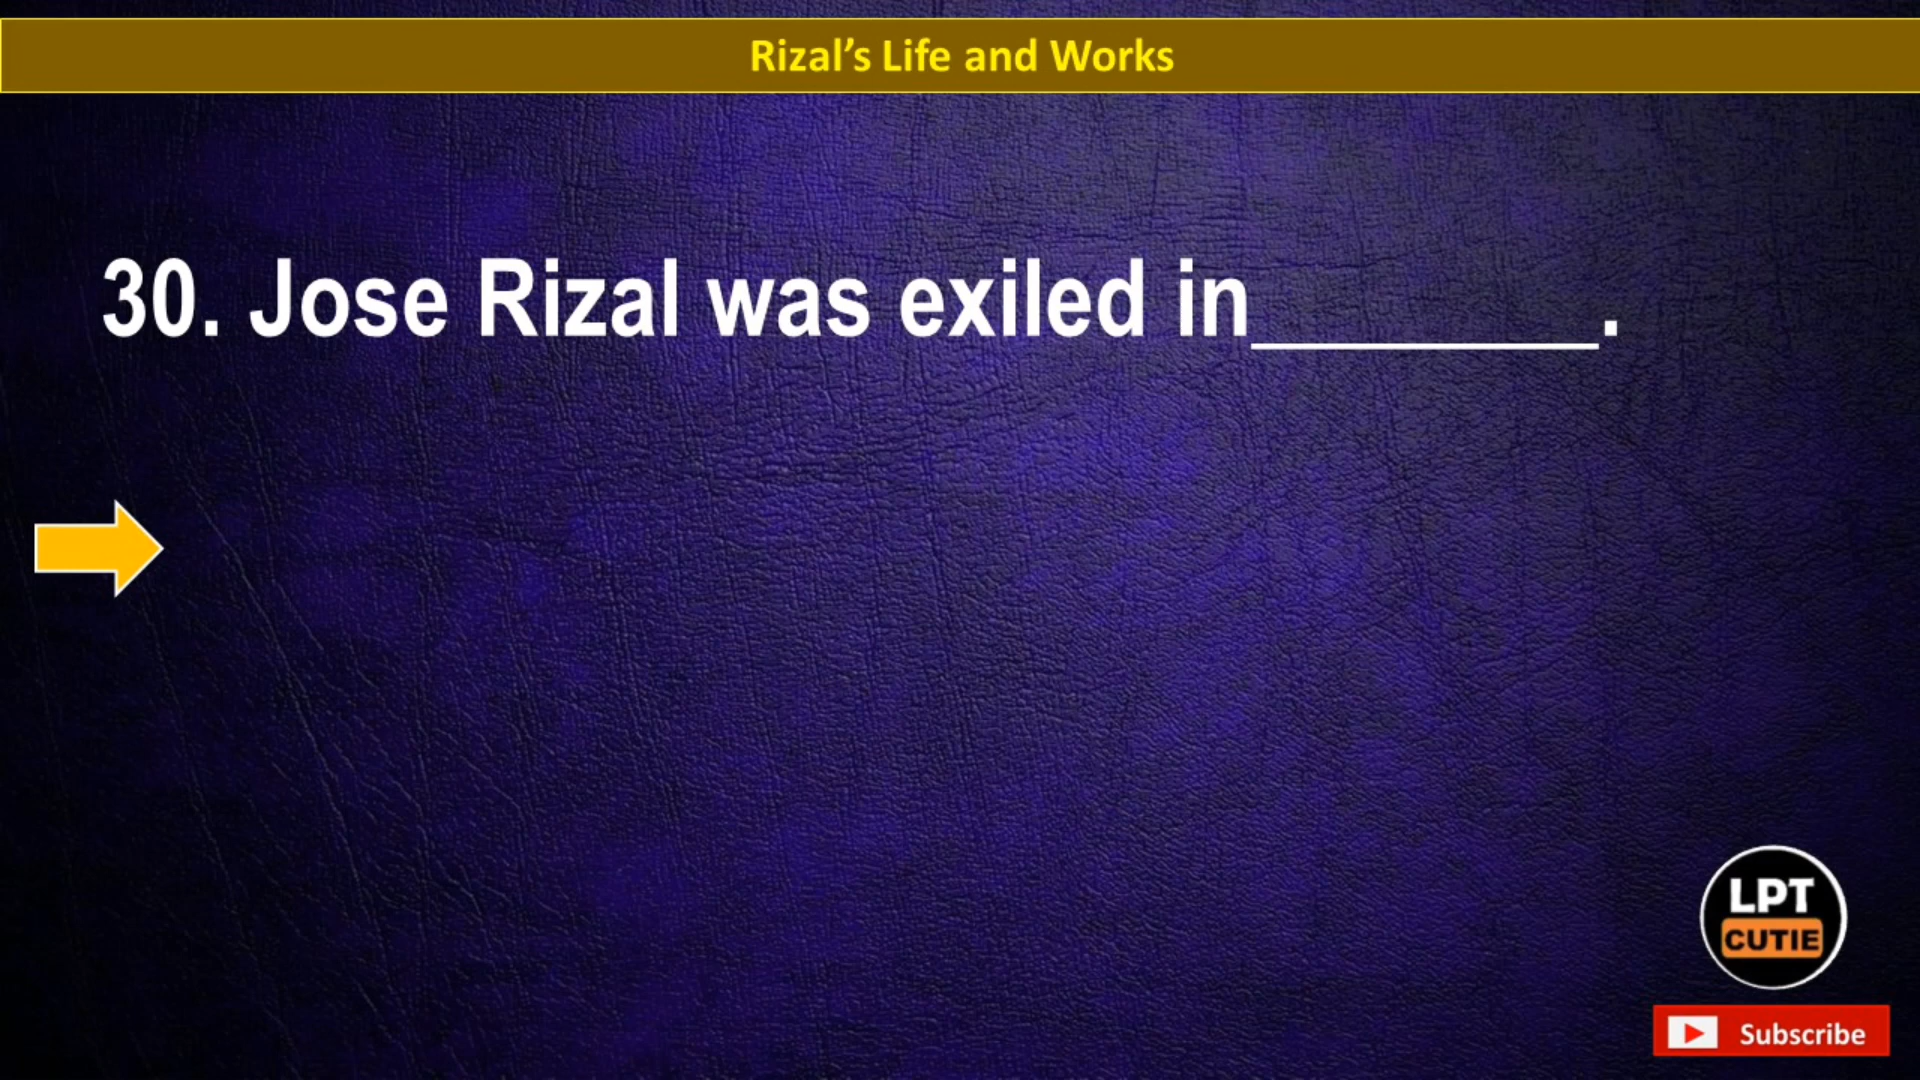 Rizal’s Life and Works
30. Jose Rizal was exiled in________.
LPT
CUTIE
Subscribe